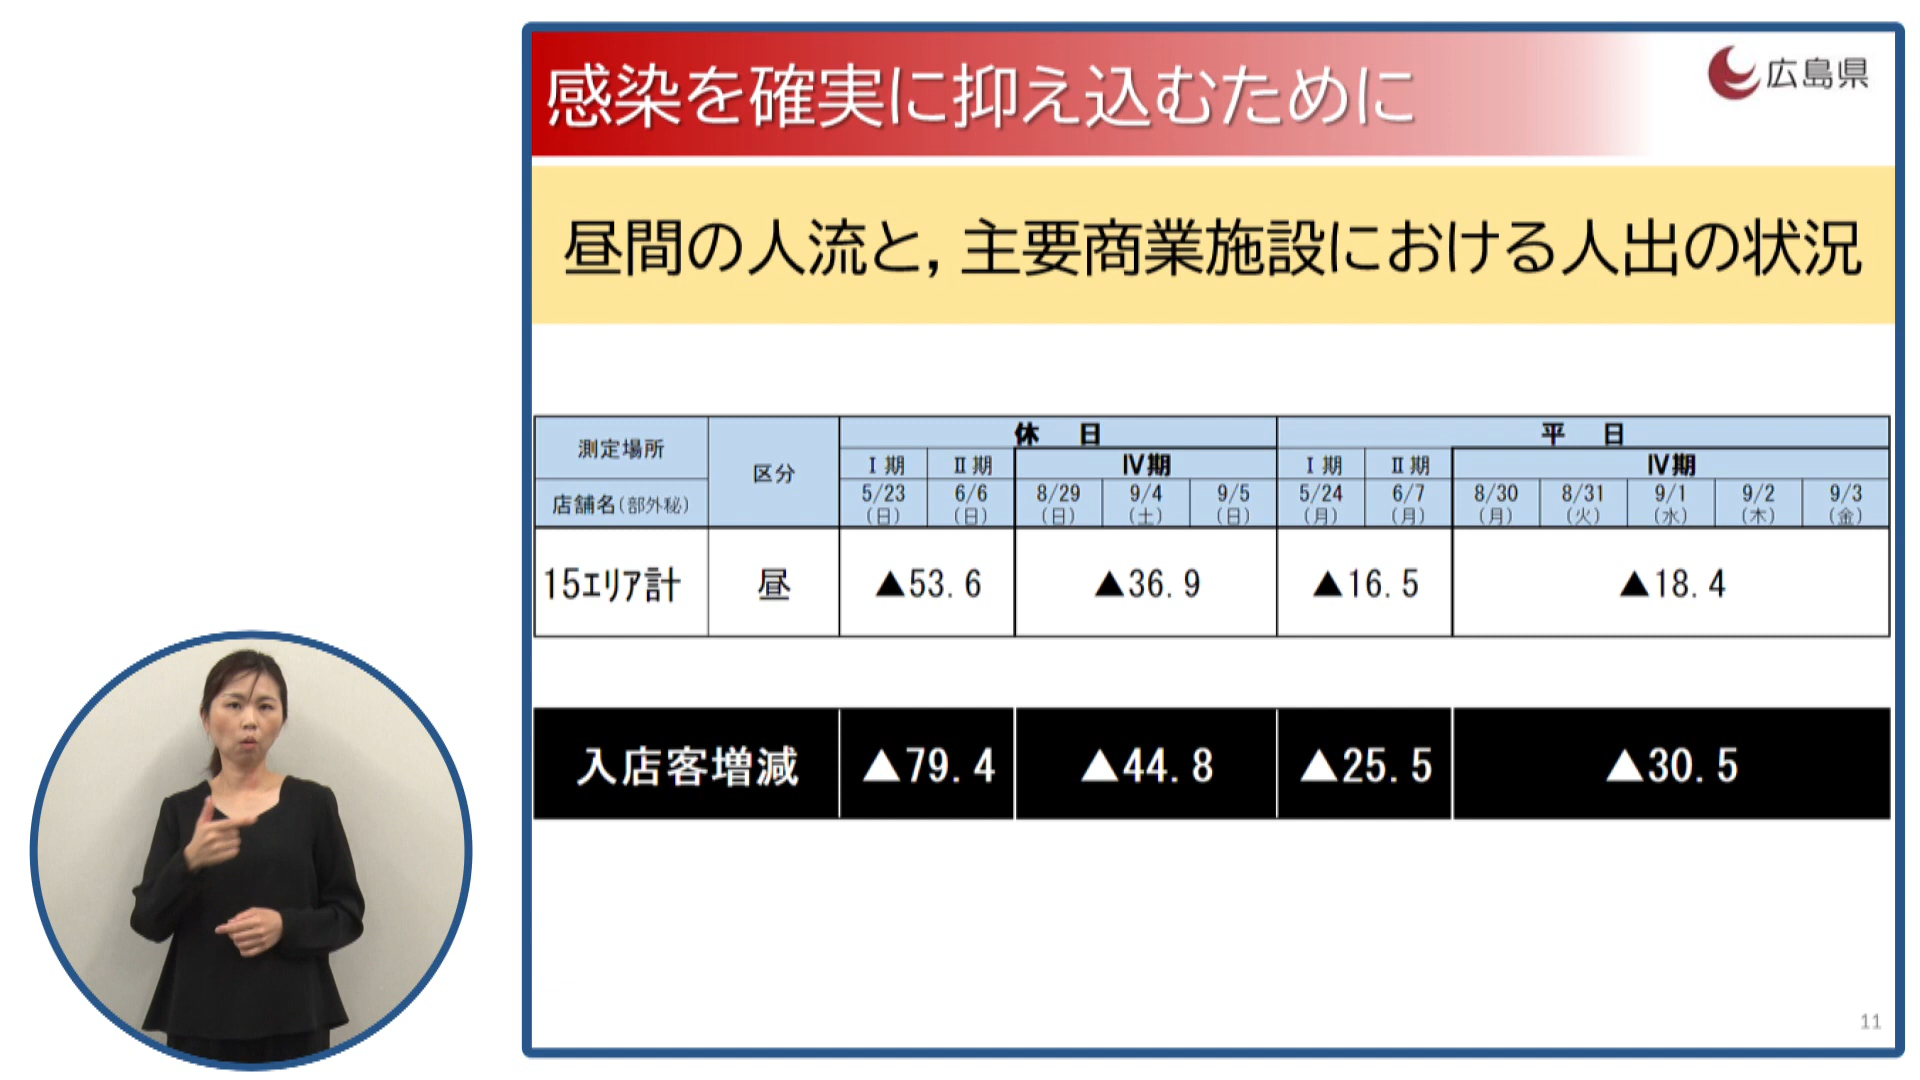 感染を確実に抑え込むために
広島県
昼間の人流と，主要商業施設における人出の状況
測定場所 区分 休 日 平 日
Ⅰ期 Ⅱ期 Ⅳ期 Ⅰ期 Ⅱ期 Ⅳ期
店舗名（部外秘） 5/23 6/6 8/29 9/4 9/5 5/24 6/7 8/30 8/31 9/1 9/2 9/3
（日） （日） （日） （土） （日） （月） （月） （月） （火） （水） （木） （金）
15ｴﾘｱ計 昼 ▲53.6 ▲36.9 ▲16.5 ▲18.4
入店客増減 ▲79.4 ▲44.8 ▲25.5 ▲30.5
11